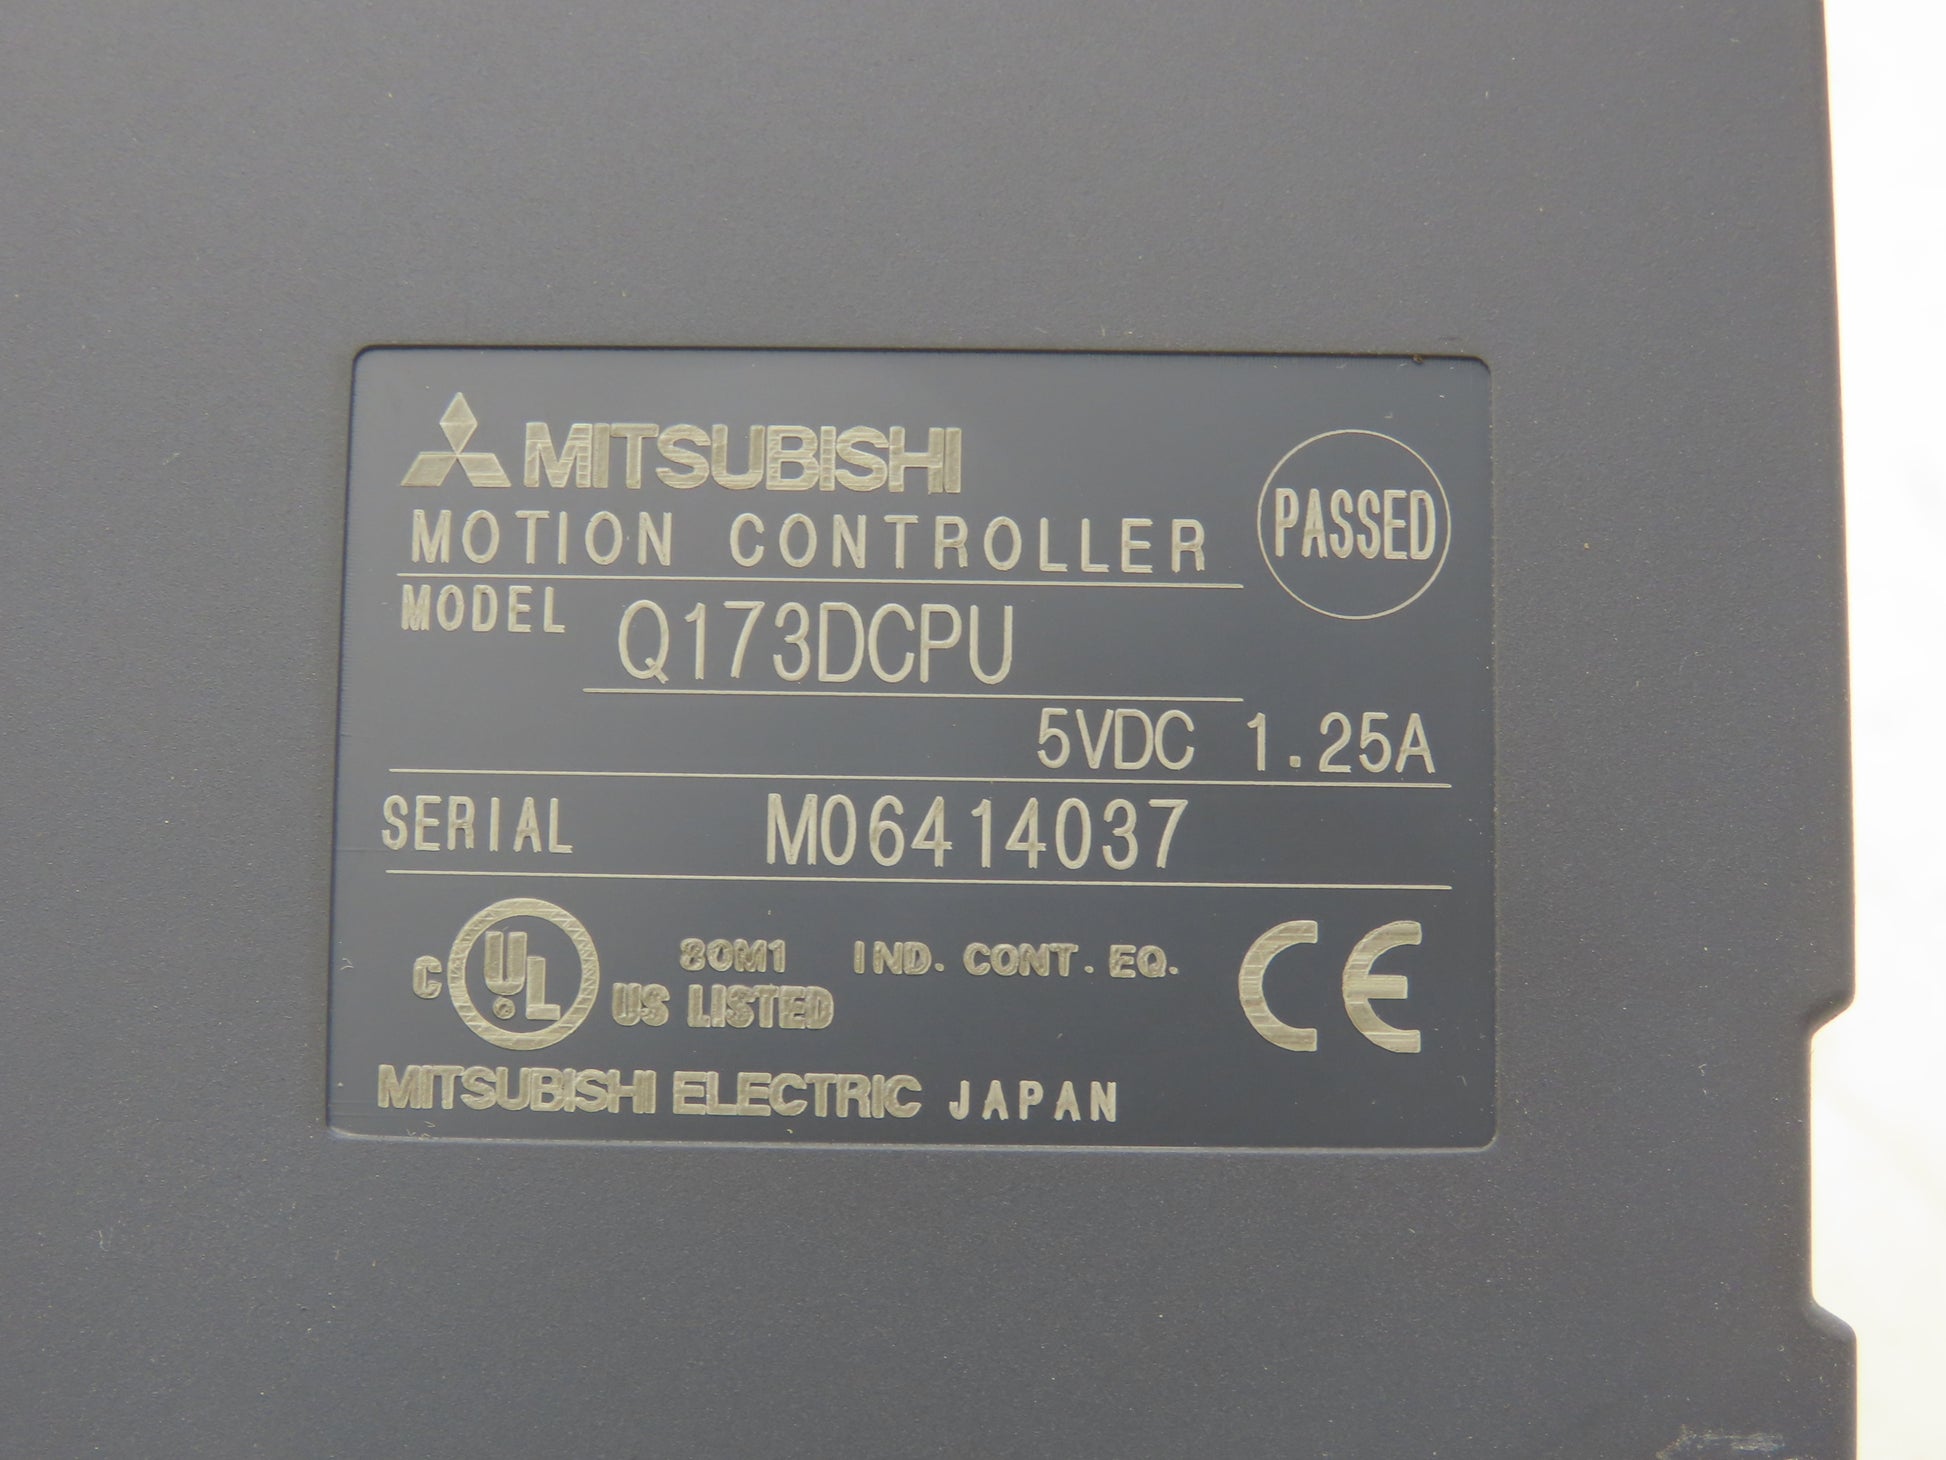 MITSUBISHI
MOTION CONTROLLER
PASSED
MODEL Q173DCPU
5VDC 1.25A
SERIAL M06414037
C UL US LISTED
80M1 IND. CONT. EQ.
CE
MITSUBISHI ELECTRIC JAPAN